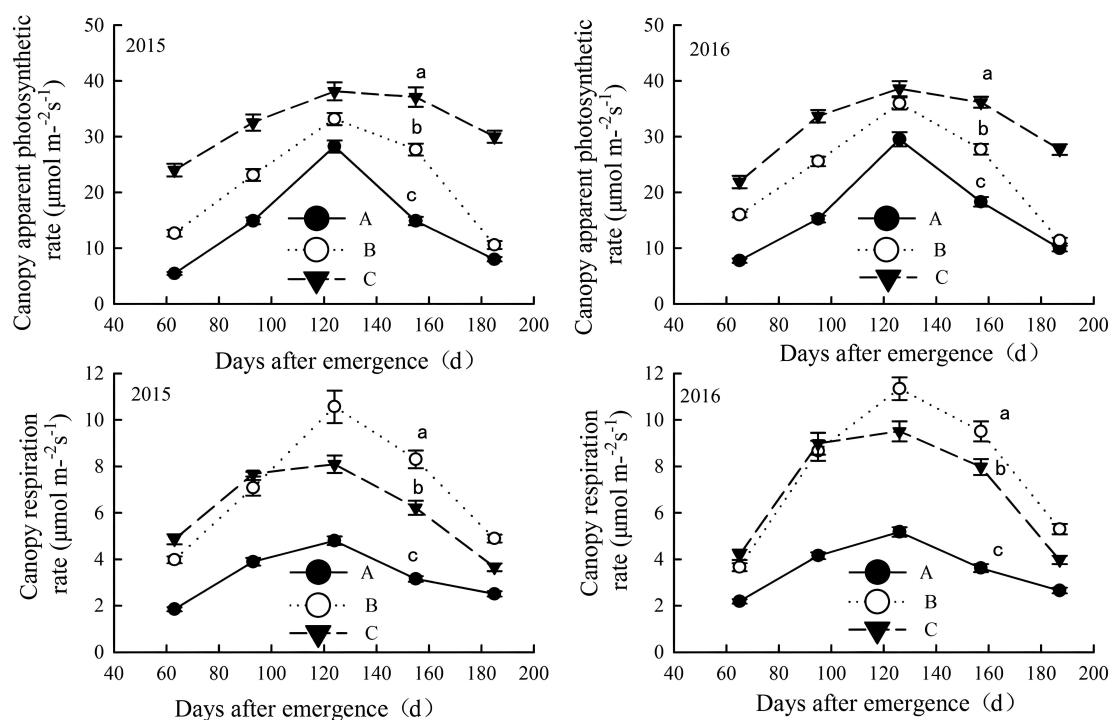 Canopy apparent photosynthetic
rate (μmol m-⁻²s⁻¹)
50
40
30
20
10
0
2015
a
b
c
A
B
C
40 60 80 100 120 140 160 180 200
Days after emergence（d）
Canopy apparent photosynthetic
rate (μmol m-⁻²s⁻¹)
50
40
30
20
10
0
2016
a
b
c
A
B
C
40 60 80 100 120 140 160 180 200
Days after emergence（d）
Canopy respiration
rate (μmol m-⁻²s⁻¹)
12
10
8
6
4
2
0
2015
a
b
c
A
B
C
40 60 80 100 120 140 160 180 200
Days after emergence（d）
Canopy respiration
rate (μmol m-⁻²s⁻¹)
12
10
8
6
4
2
0
2016
a
b
c
A
B
C
40 60 80 100 120 140 160 180 200
Days after emergence（d）